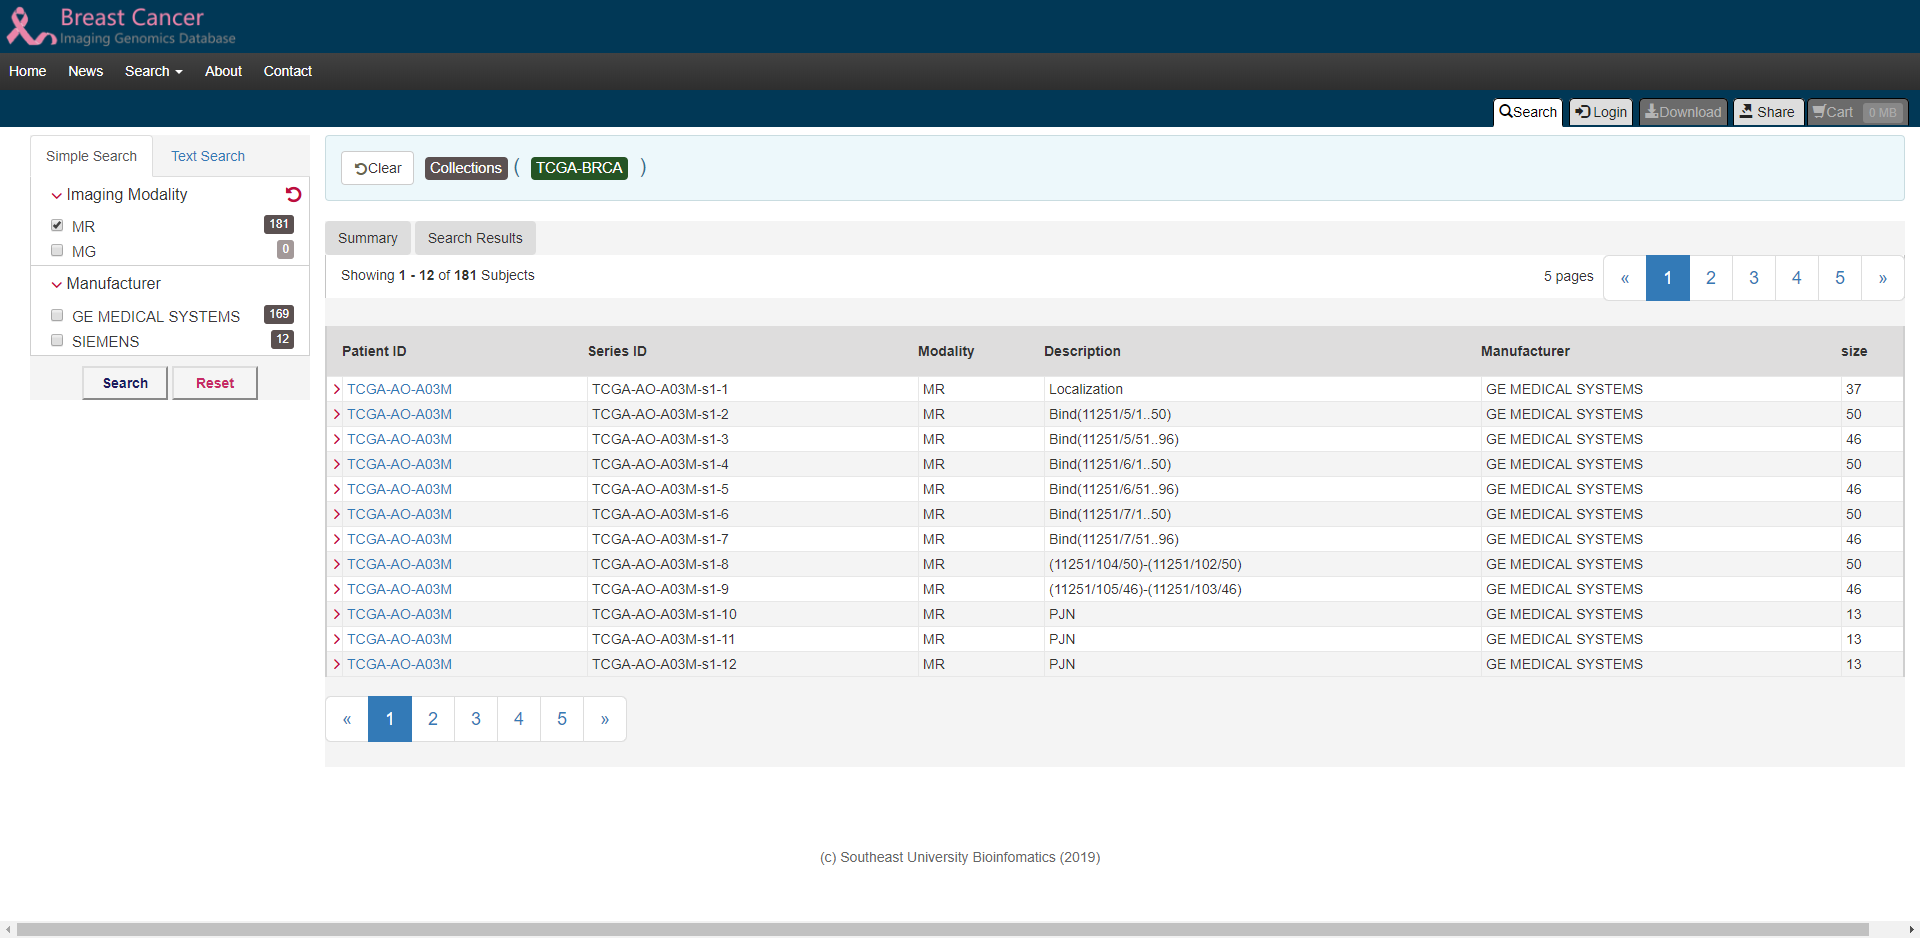 Breast Cancer
Imaging Genomics Database
Home News Search About Contact
Search Login Download Share Cart 0 MB
Simple Search Text Search
Imaging Modality
MR 181
MG 0
Manufacturer
GE MEDICAL SYSTEMS 169
SIEMENS 12
Search Reset
Clear Collections ( TCGA-BRCA )
Summary Search Results
Showing 1 - 12 of 181 Subjects 5 pages « 1 2 3 4 5 »
Patient ID Series ID Modality Description Manufacturer size
TCGA-AO-A03M TCGA-AO-A03M-s1-1 MR Localization GE MEDICAL SYSTEMS 37
TCGA-AO-A03M TCGA-AO-A03M-s1-2 MR Bind(11251/5/1..50) GE MEDICAL SYSTEMS 50
TCGA-AO-A03M TCGA-AO-A03M-s1-3 MR Bind(11251/5/51..96) GE MEDICAL SYSTEMS 46
TCGA-AO-A03M TCGA-AO-A03M-s1-4 MR Bind(11251/6/1..50) GE MEDICAL SYSTEMS 50
TCGA-AO-A03M TCGA-AO-A03M-s1-5 MR Bind(11251/6/51..96) GE MEDICAL SYSTEMS 46
TCGA-AO-A03M TCGA-AO-A03M-s1-6 MR Bind(11251/7/1..50) GE MEDICAL SYSTEMS 50
TCGA-AO-A03M TCGA-AO-A03M-s1-7 MR Bind(11251/7/51..96) GE MEDICAL SYSTEMS 46
TCGA-AO-A03M TCGA-AO-A03M-s1-8 MR (11251/104/50)-(11251/102/50) GE MEDICAL SYSTEMS 50
TCGA-AO-A03M TCGA-AO-A03M-s1-9 MR (11251/105/46)-(11251/103/46) GE MEDICAL SYSTEMS 46
TCGA-AO-A03M TCGA-AO-A03M-s1-10 MR PJN GE MEDICAL SYSTEMS 13
TCGA-AO-A03M TCGA-AO-A03M-s1-11 MR PJN GE MEDICAL SYSTEMS 13
TCGA-AO-A03M TCGA-AO-A03M-s1-12 MR PJN GE MEDICAL SYSTEMS 13
« 1 2 3 4 5 »
(c) Southeast University Bioinfomatics (2019)